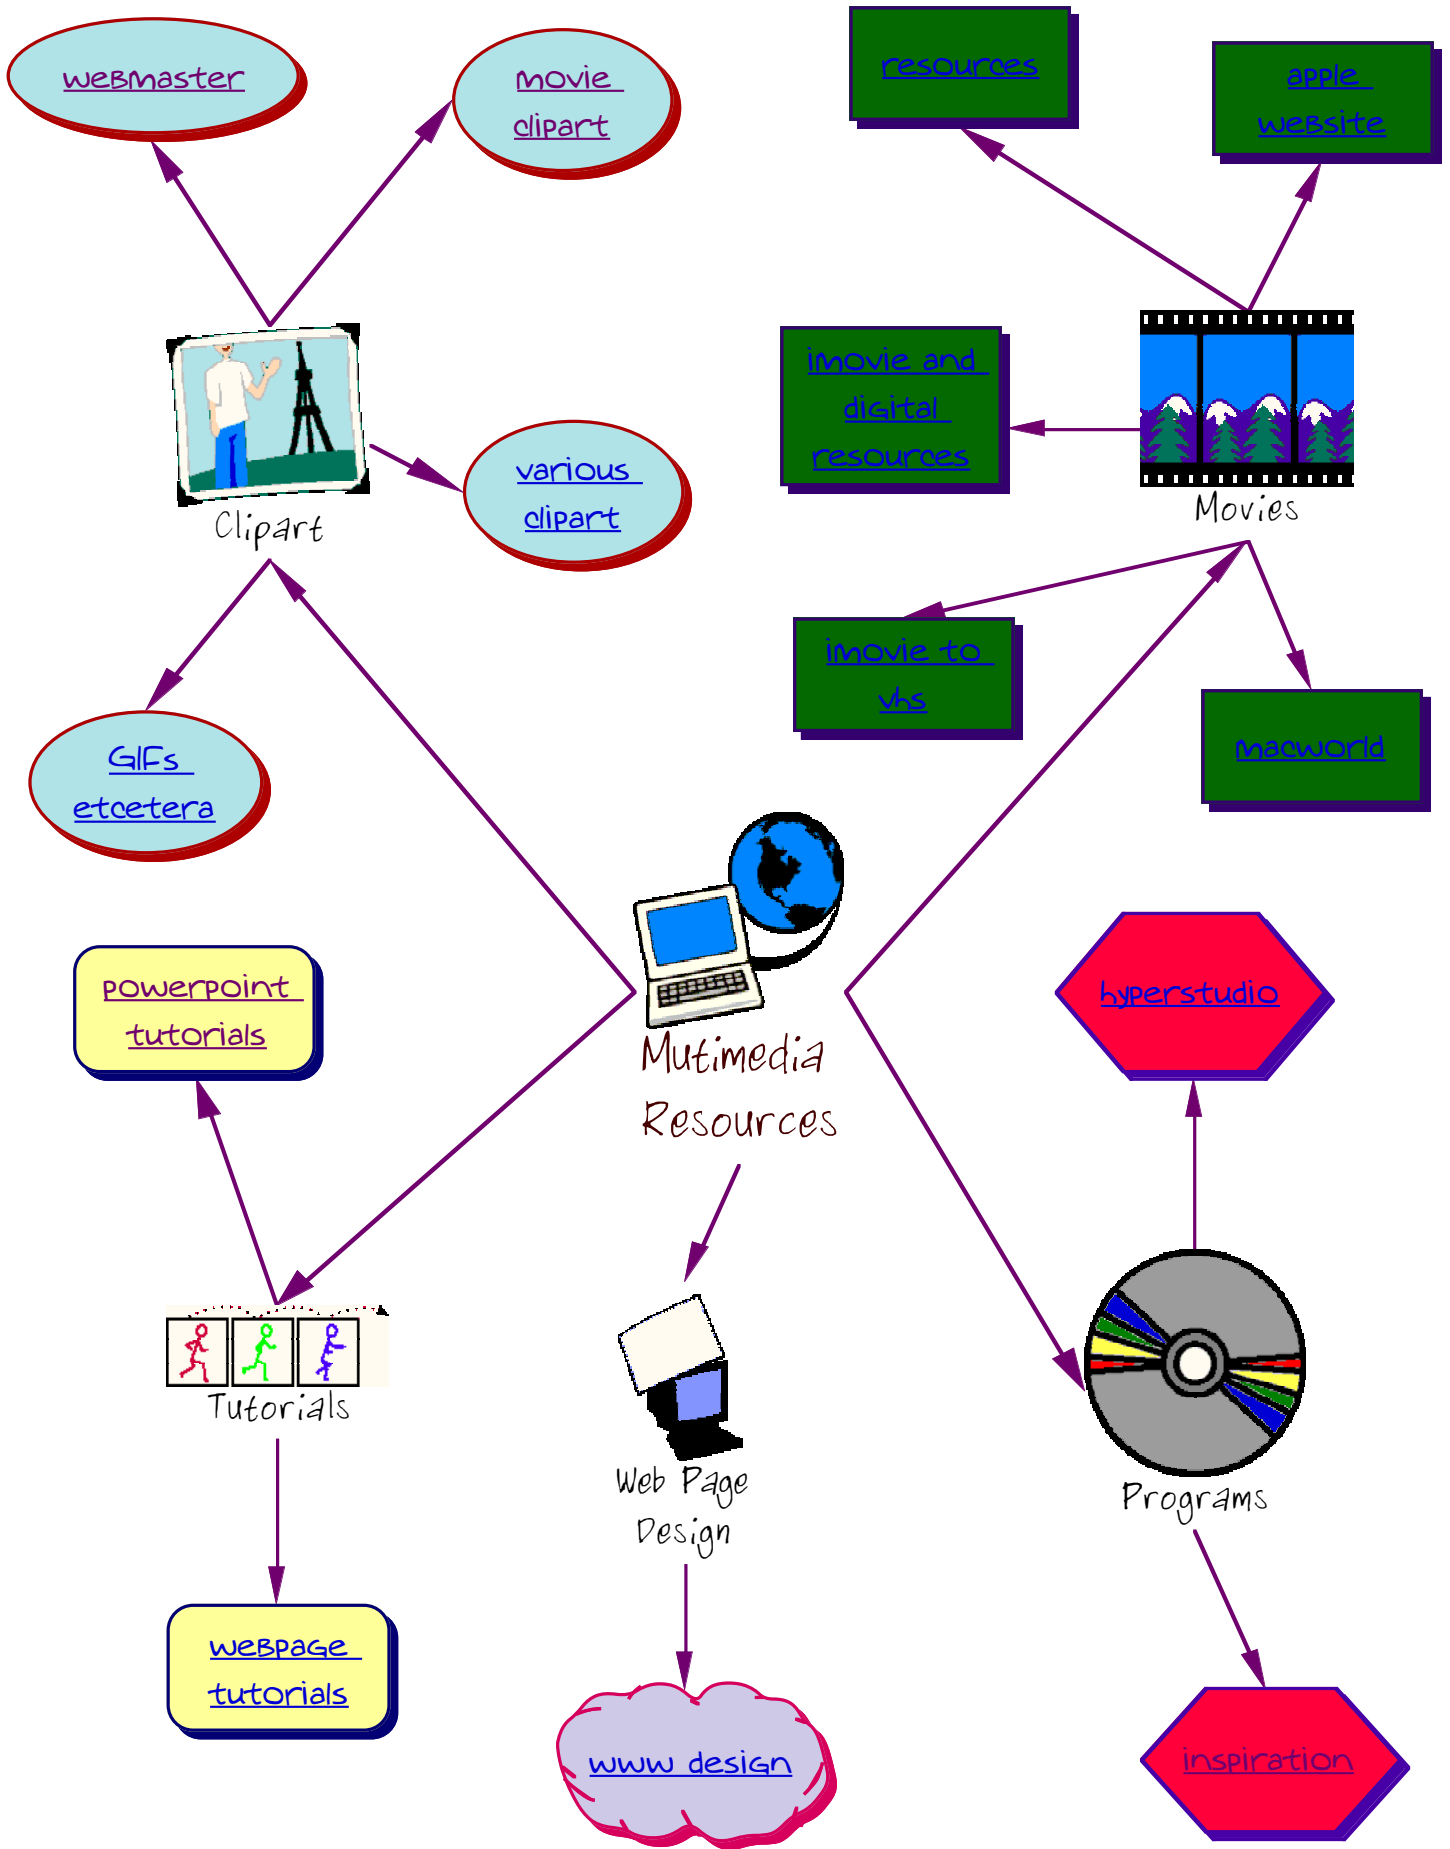 webmaster
movie
clipart
resources
apple
website
imovie and
digital
resources
Movies
various
clipart
Clipart
imovie to
vhs
macworld
GIFs
etcetera
powerpoint
tutorials
hyperstudio
Mutimedia
Resources
Tutorials
Web Page
Design
Programs
webpage
tutorials
www design
inspiration